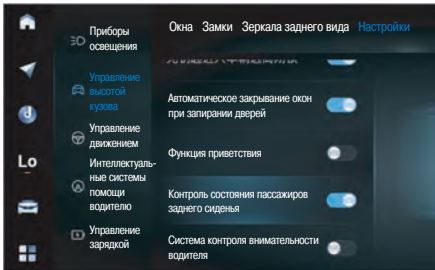 Окна Замки Зеркала заднего вида Настройки
Приборы
освещения
Управление
высотой
кузова
Управление
движением
Интеллектуаль-
ные системы
помощи
водителю
Управление
зарядкой
Lo
Автоматическое закрывание окон
при запирании дверей
Функция приветствия
Контроль состояния пассажиров
заднего сиденья
Система контроля внимательности
водителя